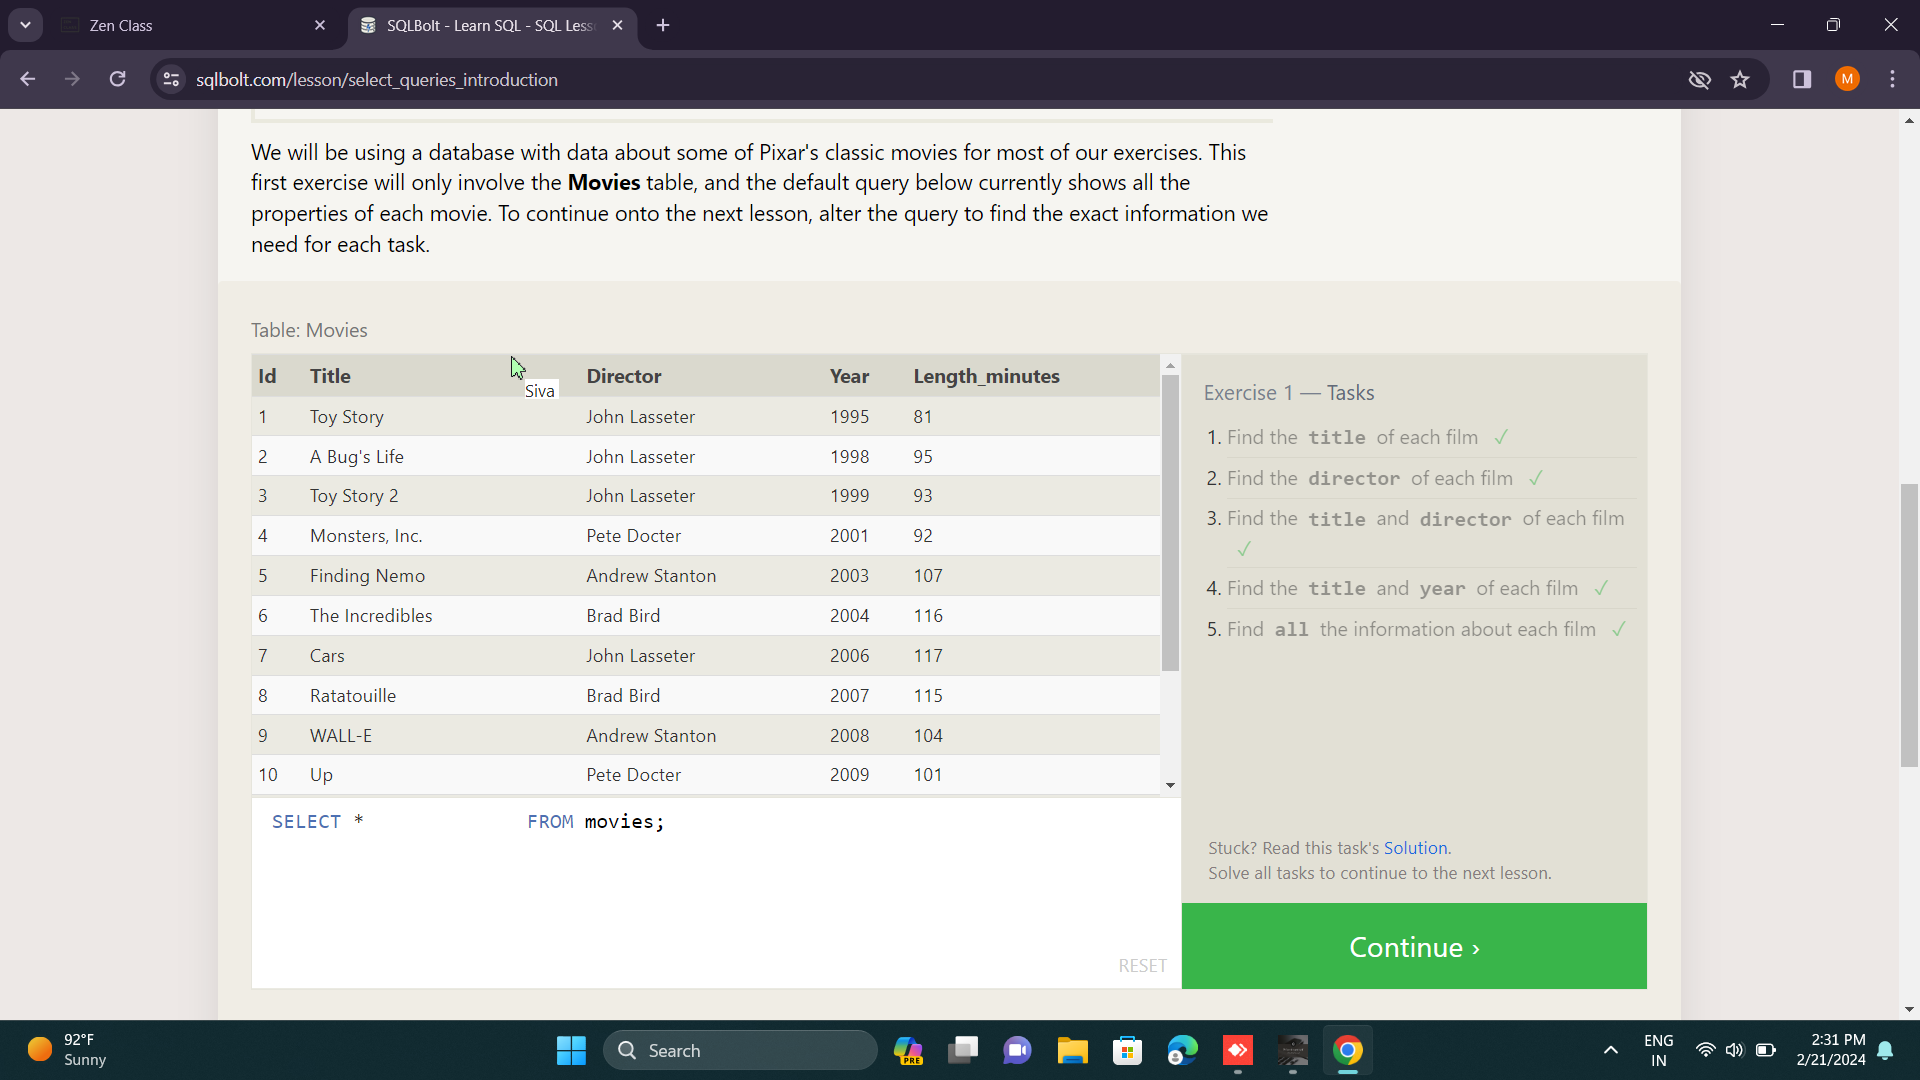 Zen Class
SQLBolt - Learn SQL - SQL Less
sqlbolt.com/lesson/select_queries_introduction
M
We will be using a database with data about some of Pixar's classic movies for most of our exercises. This
first exercise will only involve the Movies table, and the default query below currently shows all the
properties of each movie. To continue onto the next lesson, alter the query to find the exact information we
need for each task.
Table: Movies
Id Title Director Year Length_minutes
Siva
1 Toy Story John Lasseter 1995 81
2 A Bug's Life John Lasseter 1998 95
3 Toy Story 2 John Lasseter 1999 93
4 Monsters, Inc. Pete Docter 2001 92
5 Finding Nemo Andrew Stanton 2003 107
6 The Incredibles Brad Bird 2004 116
7 Cars John Lasseter 2006 117
8 Ratatouille Brad Bird 2007 115
9 WALL-E Andrew Stanton 2008 104
10 Up Pete Docter 2009 101
SELECT * FROM movies;
RESET
Exercise 1 — Tasks
1. Find the title of each film ✓
2. Find the director of each film ✓
3. Find the title and director of each film
✓
4. Find the title and year of each film ✓
5. Find all the information about each film ✓
Stuck? Read this task's Solution.
Solve all tasks to continue to the next lesson.
Continue ›
92°F
Sunny
Search
PRE
ENG
IN
2:31 PM
2/21/2024